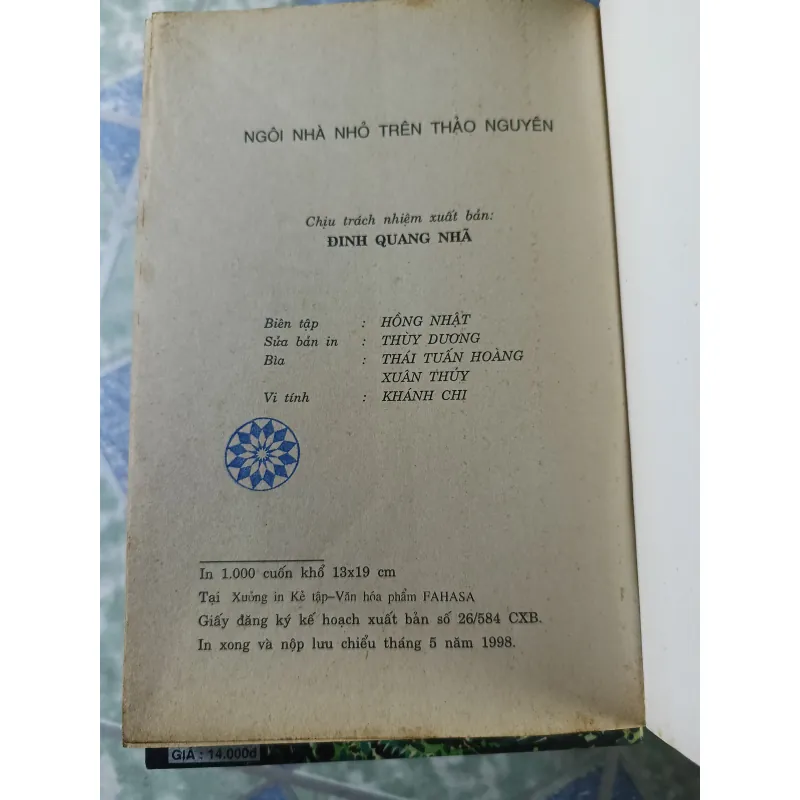 NGÔI NHÀ NHỎ TRÊN THẢO NGUYÊN
Chịu trách nhiệm xuất bản:
ĐINH QUANG NHÃ
Biên tập : HỒNG NHẬT
Sửa bản in : THÙY DƯƠNG
Bìa : THÁI TUẤN HOÀNG
XUÂN THỦY
Vi tính : KHÁNH CHI
In 1.000 cuốn khổ 13x19 cm
Tại Xưởng in Kẻ tập–Văn hóa phẩm FAHASA
Giấy đăng ký kế hoạch xuất bản số 26/584 CXB.
In xong và nộp lưu chiểu tháng 5 năm 1998.
GIÁ : 14.000đ